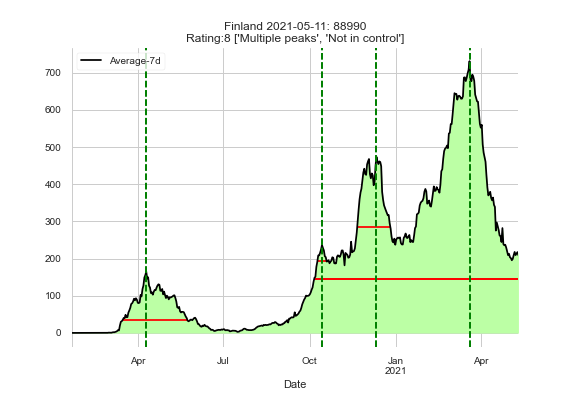 Finland 2021-05-11: 88990
Rating:8 ['Multiple peaks', 'Not in control']
Average-7d
700
600
500
400
300
200
100
0
Apr
Jul
Oct
Jan
2021
Apr
Date